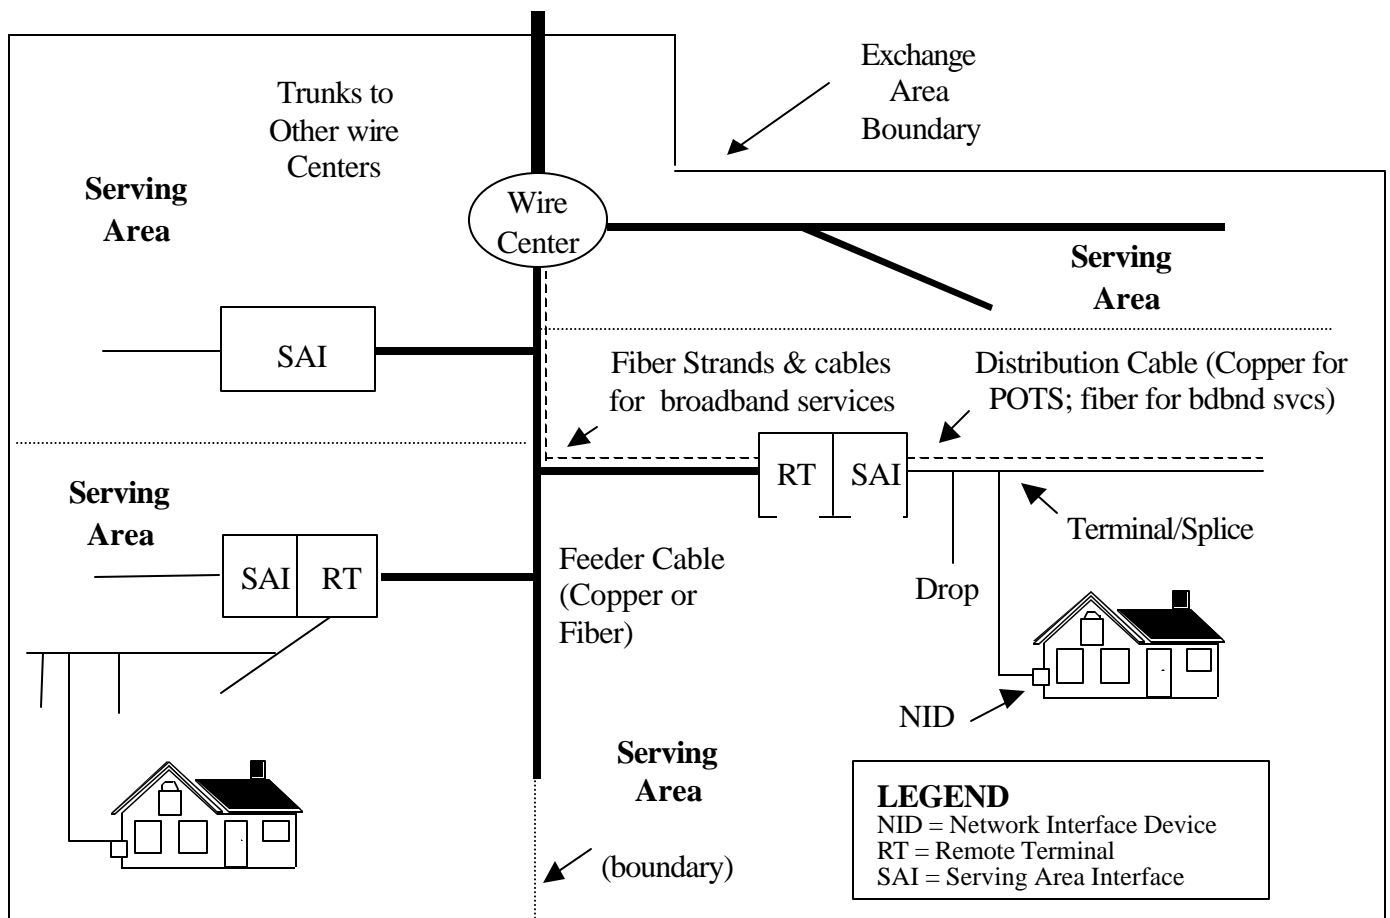 Exchange
Area
Boundary
Trunks to
Other wire
Centers
Serving
Area
Wire
Center
Serving
Area
SAI
Fiber Strands & cables
for broadband services
Distribution Cable (Copper for
POTS; fiber for bdbnd svcs)
RT SAI
Serving
Area
Terminal/Splice
SAI RT
Feeder Cable
(Copper or
Fiber)
Drop
NID
Serving
Area
(boundary)
LEGEND
NID = Network Interface Device
RT = Remote Terminal
SAI = Serving Area Interface